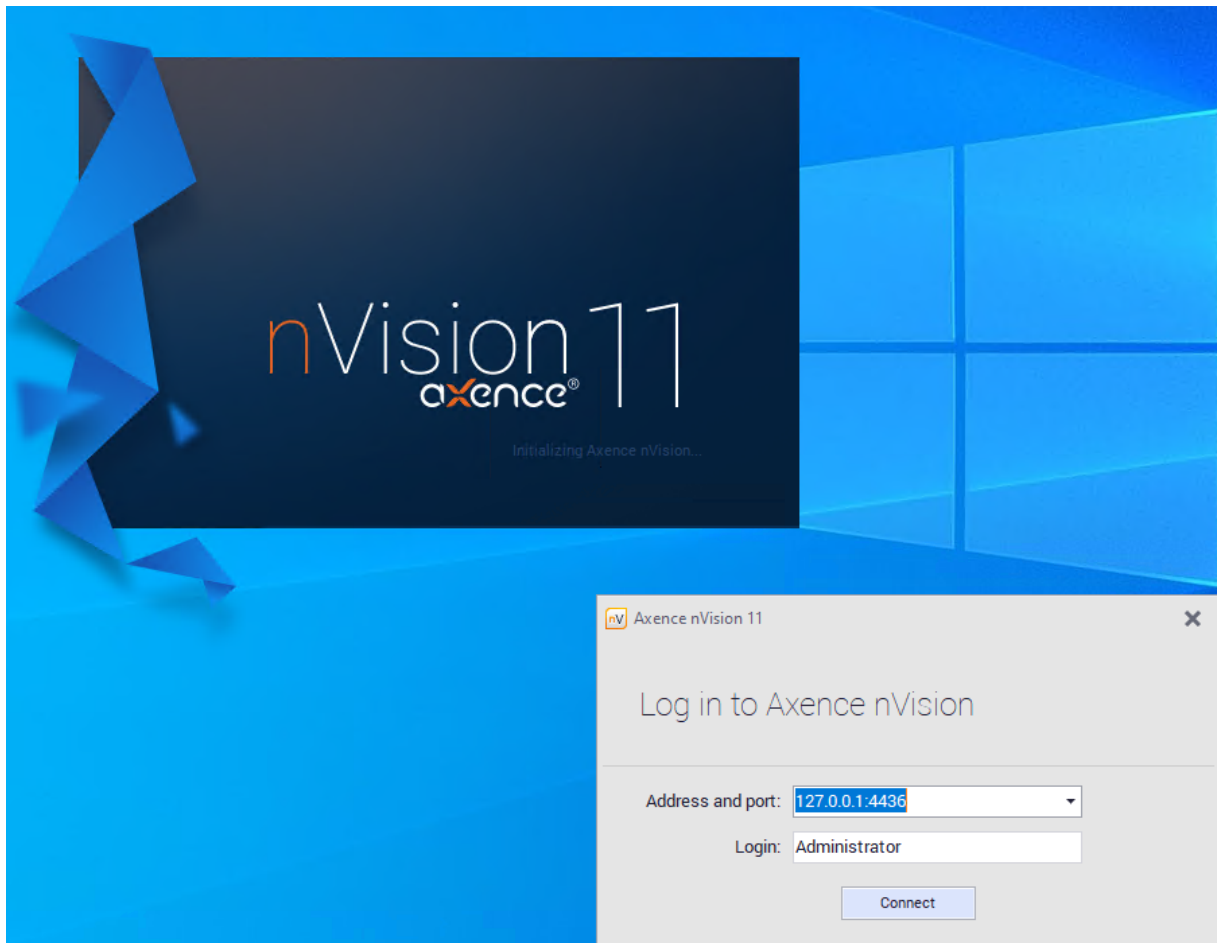 nVision 11
axence®
Initializing Axence nVision...
nV Axence nVision 11
Log in to Axence nVision
Address and port: 127.0.0.1:4436
Login: Administrator
Connect